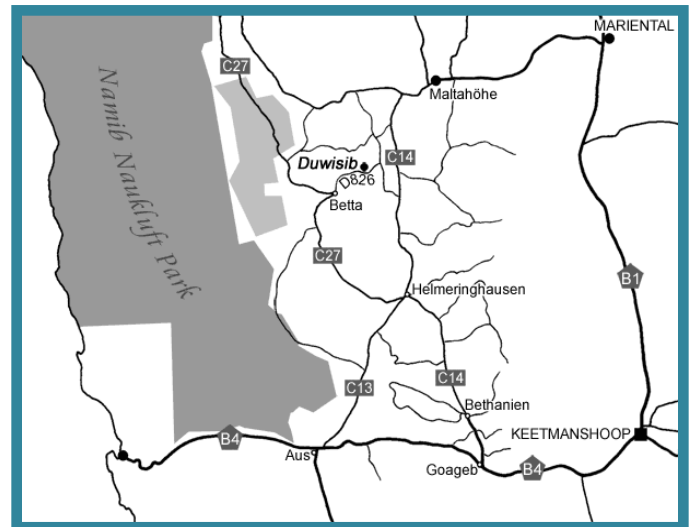 MARIENTAL
C27
Maltahöhe
Namib Naukluft Park
Duwisib
C14
D826
Betta
C27
B1
Helmeringhausen
C13
C14
Bethanien
KEETMANSHOOP
B4
Aus
Goageb
B4